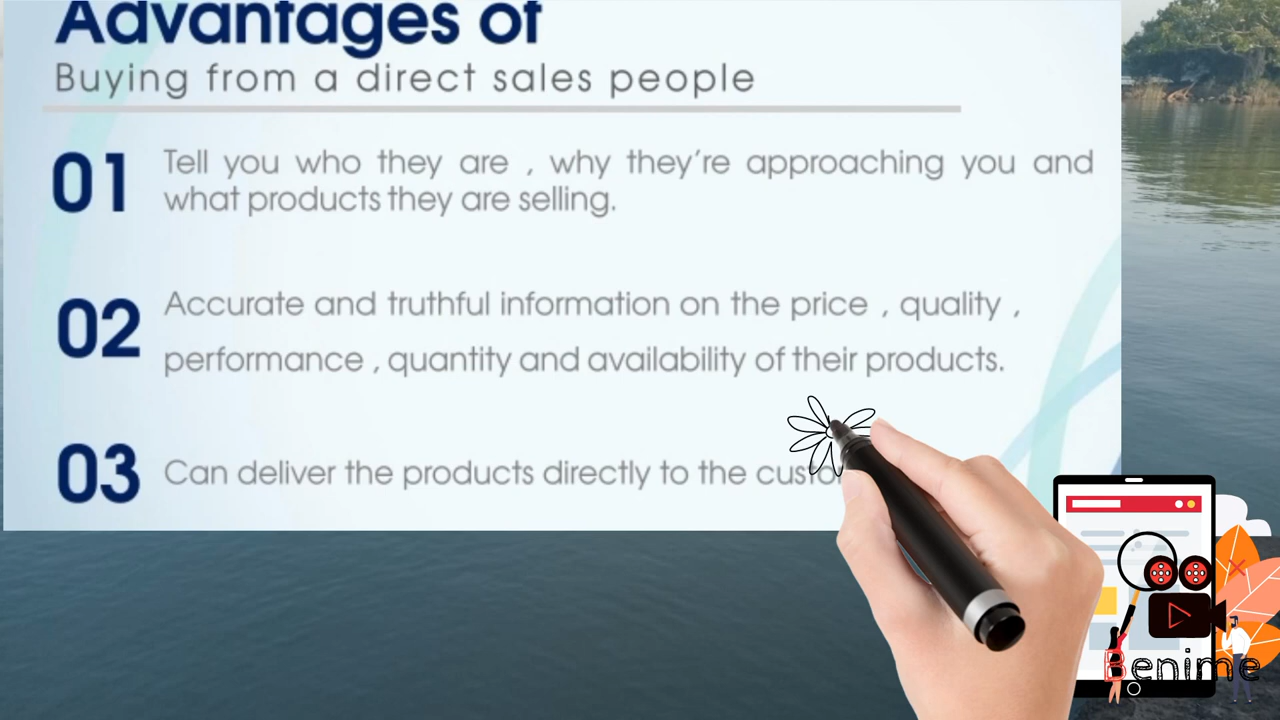 Advantages of
Buying from a direct sales people
01 Tell you who they are , why they're approaching you and
what products they are selling.
02 Accurate and truthful information on the price , quality ,
performance , quantity and availability of their products.
03 Can deliver the products directly to the
Benime